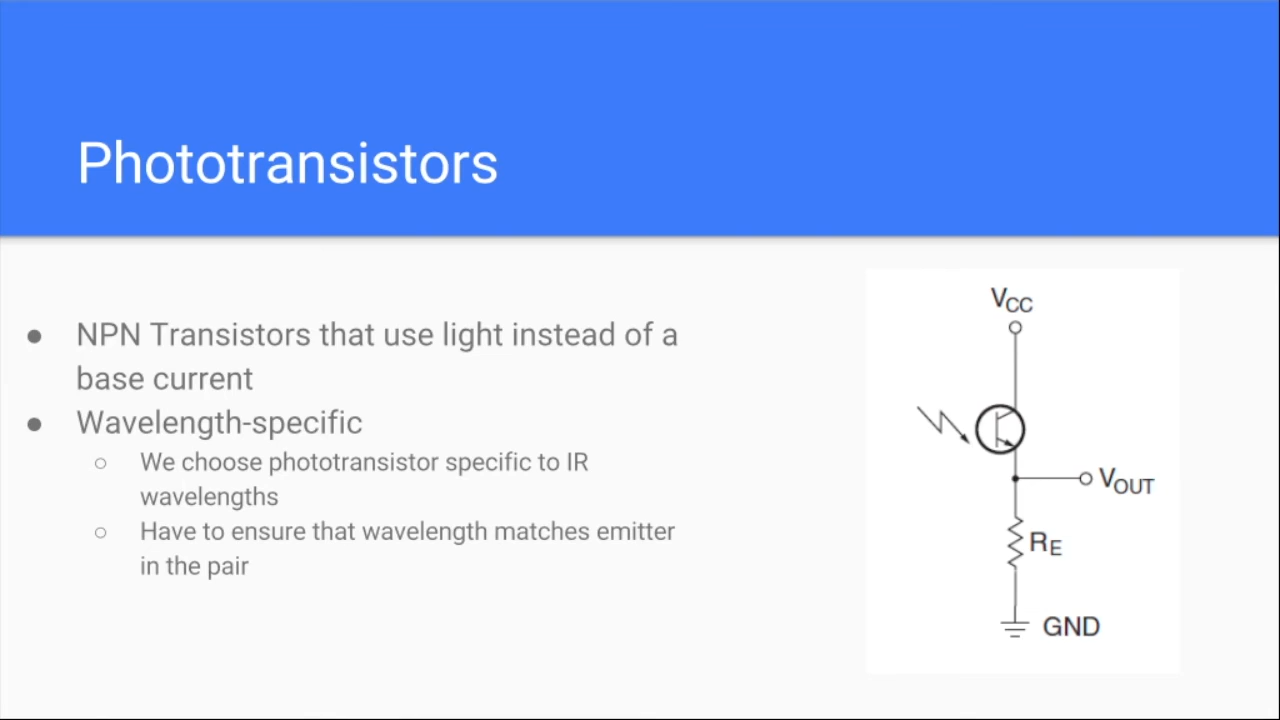 Phototransistors
● NPN Transistors that use light instead of a
base current
● Wavelength-specific
○ We choose phototransistor specific to IR
wavelengths
○ Have to ensure that wavelength matches emitter
in the pair
VCC
VOUT
RE
GND